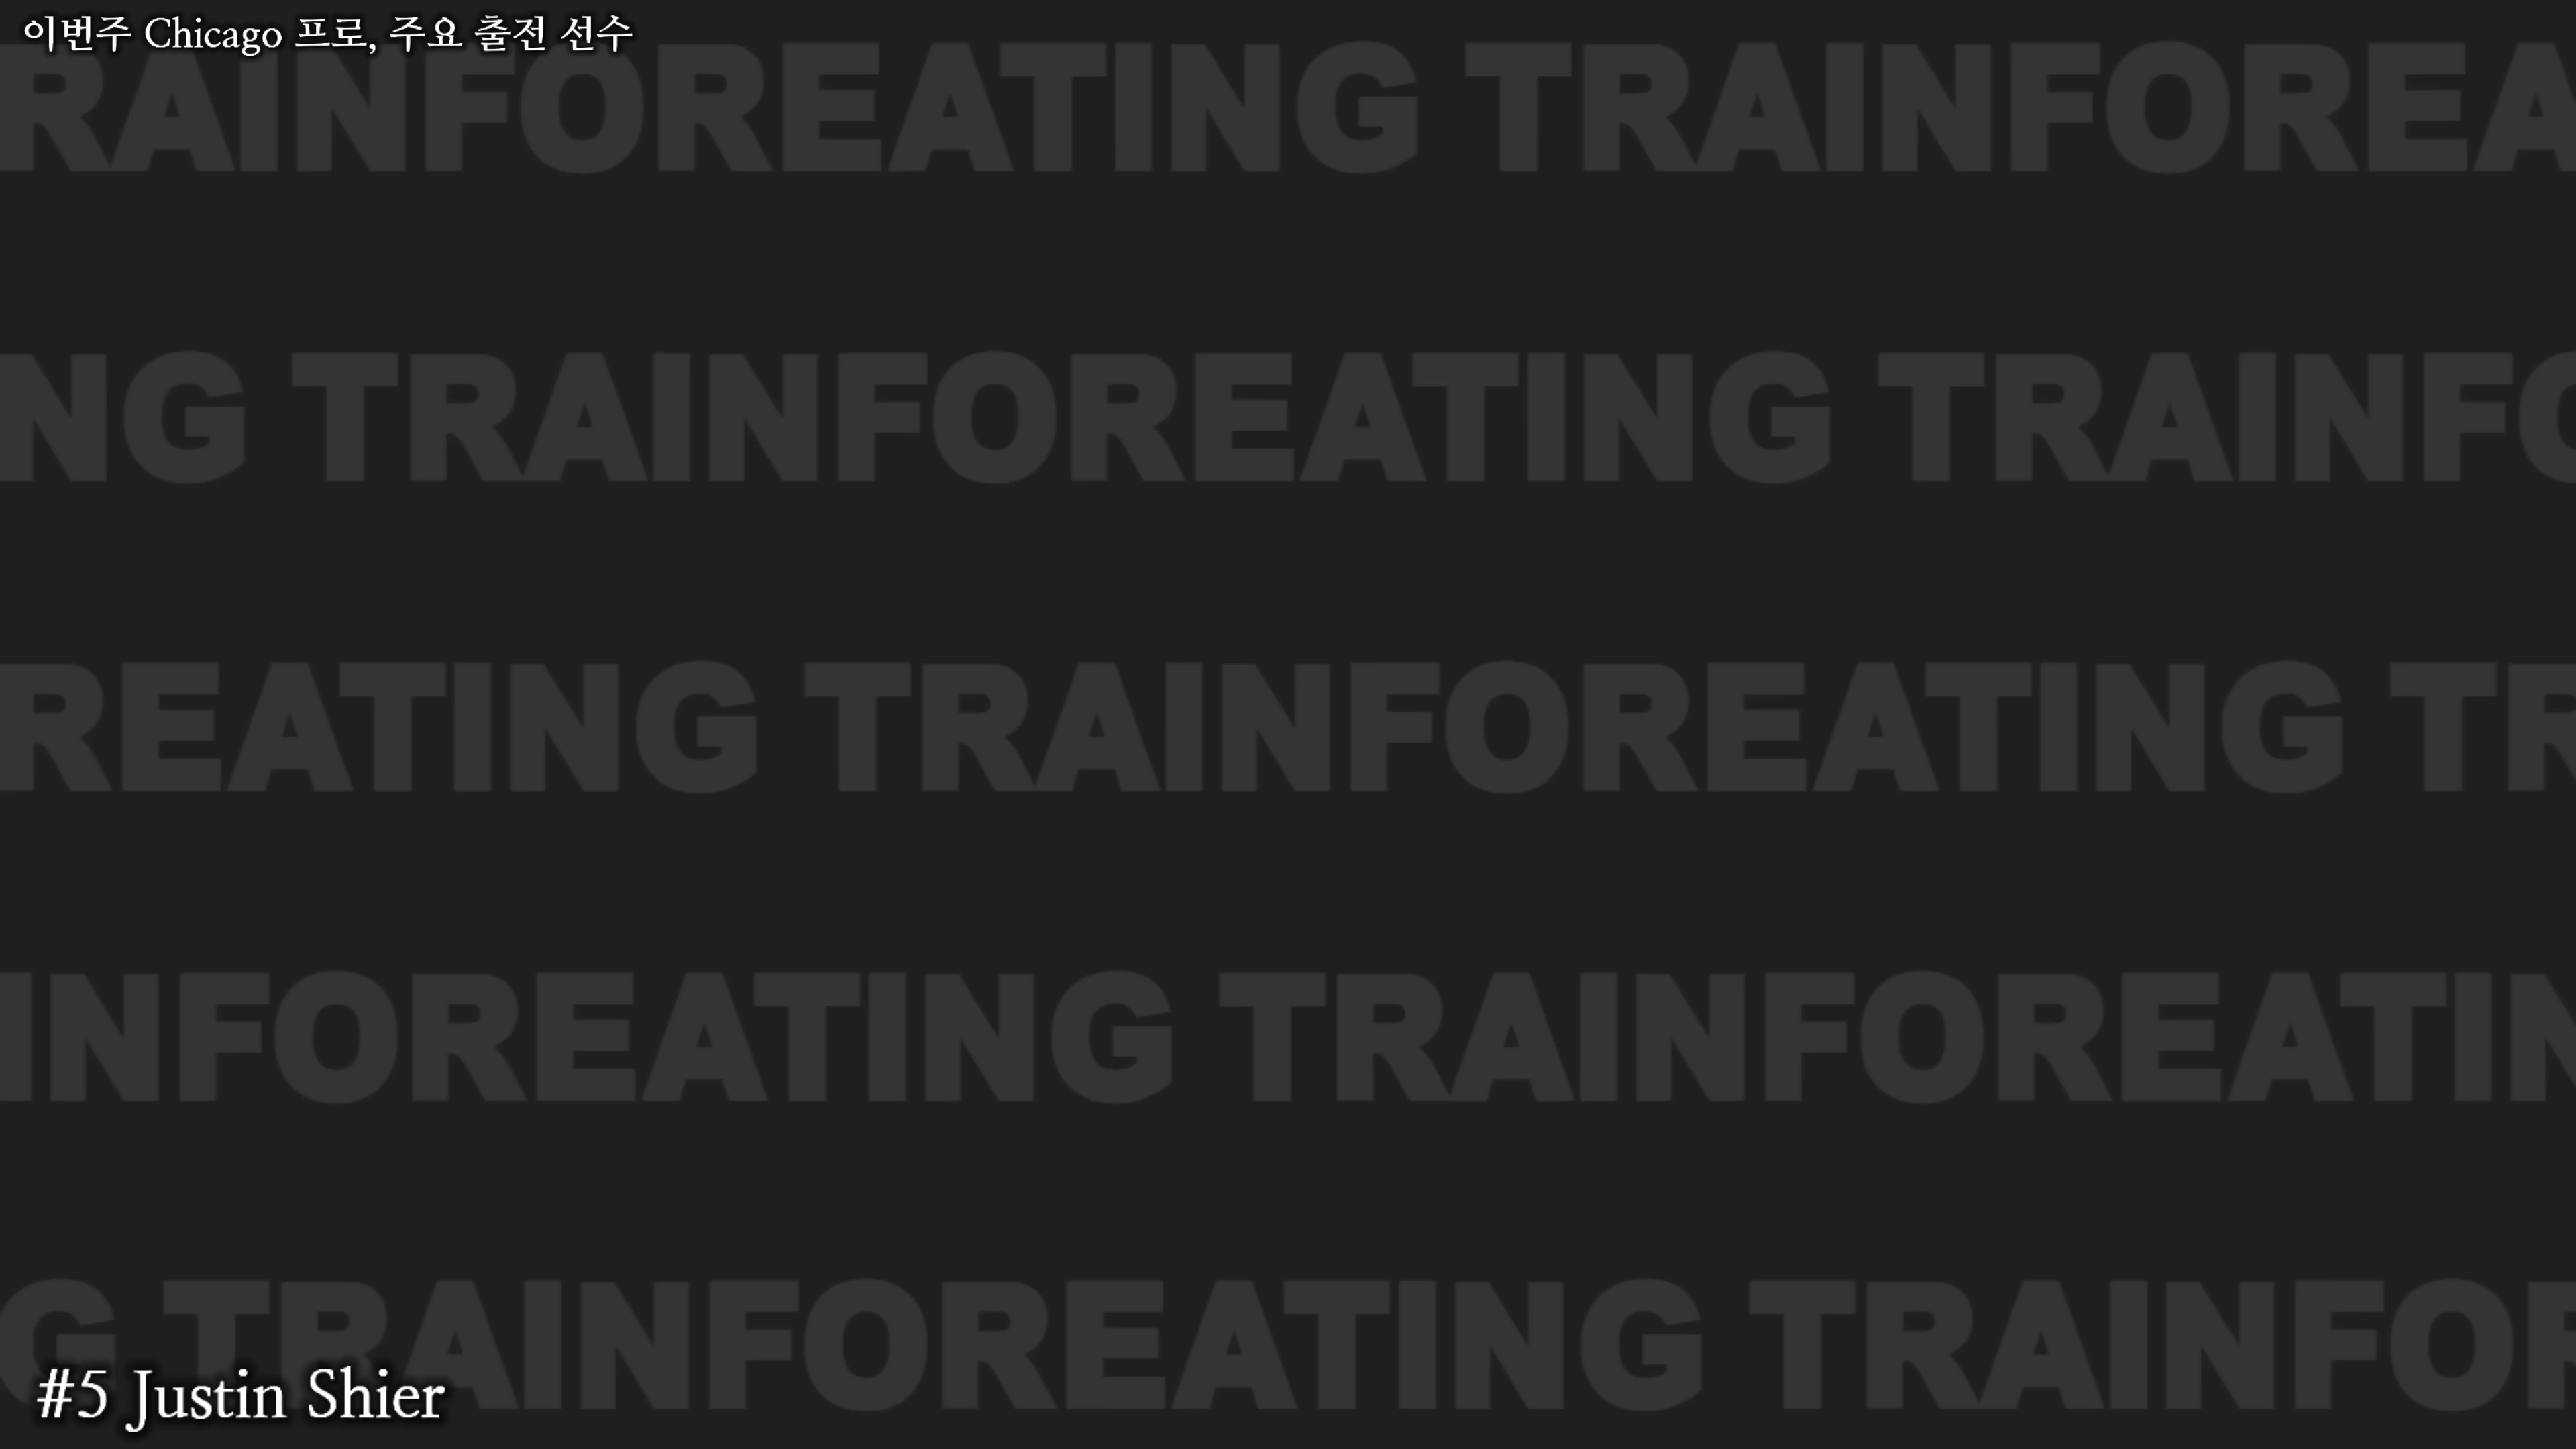 이번주 Chicago 프로, 주요 출전 선수
RAINFOREATING TRAINFOREA
NG TRAINFOREATING TRAINFO
REATING TRAINFOREATING TR
INFOREATING TRAINFOREATIN
G TRAINFOREATING TRAINFOR
#5 Justin Shier